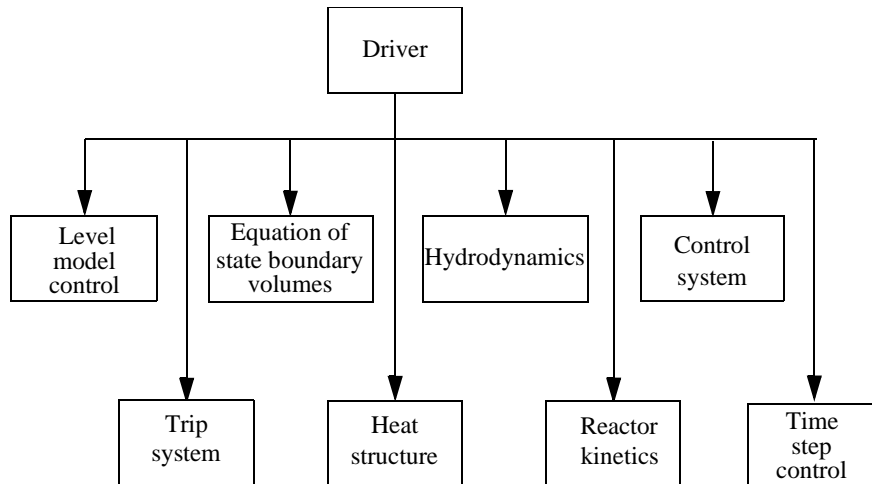 Driver
Level
model
control
Equation of
state boundary
volumes
Hydrodynamics
Control
system
Trip
system
Heat
structure
Reactor
kinetics
Time
step
control